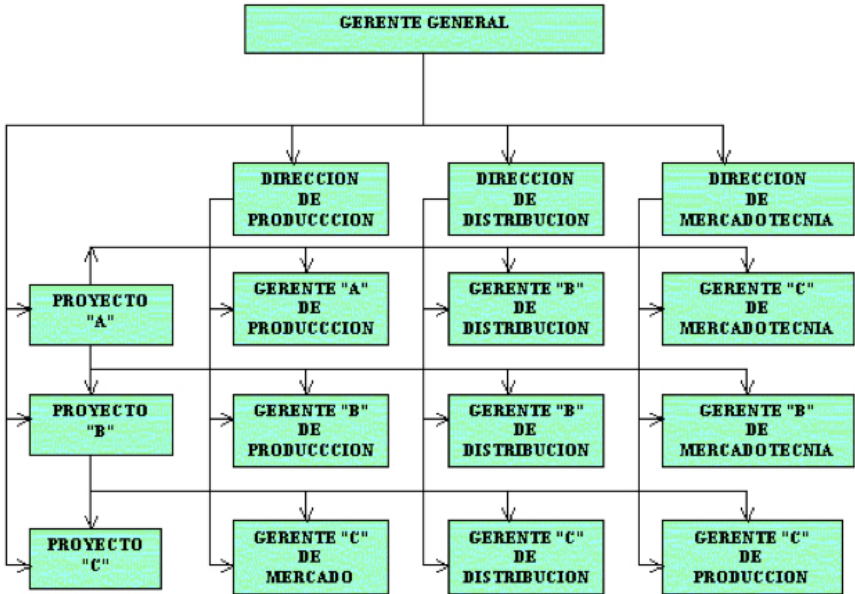 GERENTE GENERAL
DIRECCION
DE
PRODUCCCION
DIRECCION
DE
DISTRIBUCION
DIRECCION
DE
MERCADOTECNIA
PROYECTO
"A"
GERENTE "A"
DE
PRODUCCCION
GERENTE "B"
DE
DISTRIBUCION
GERENTE "C"
DE
MERCADOTECNIA
PROYECTO
"B"
GERENTE "B"
DE
PRODUCCCION
GERENTE "B"
DE
DISTRIBUCION
GERENTE "B"
DE
MERCADOTECNIA
PROYECTO
"C"
GERENTE "C"
DE
MERCADO
GERENTE "C"
DE
DISTRIBUCION
GERENTE "C"
DE
PRODUCCION